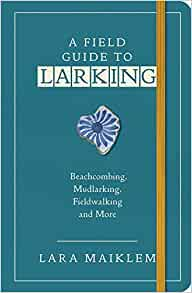 A FIELD
GUIDE TO
LARKING
Beachcombing,
Mudlarking,
Fieldwalking
and More
LARA MAIKLEM